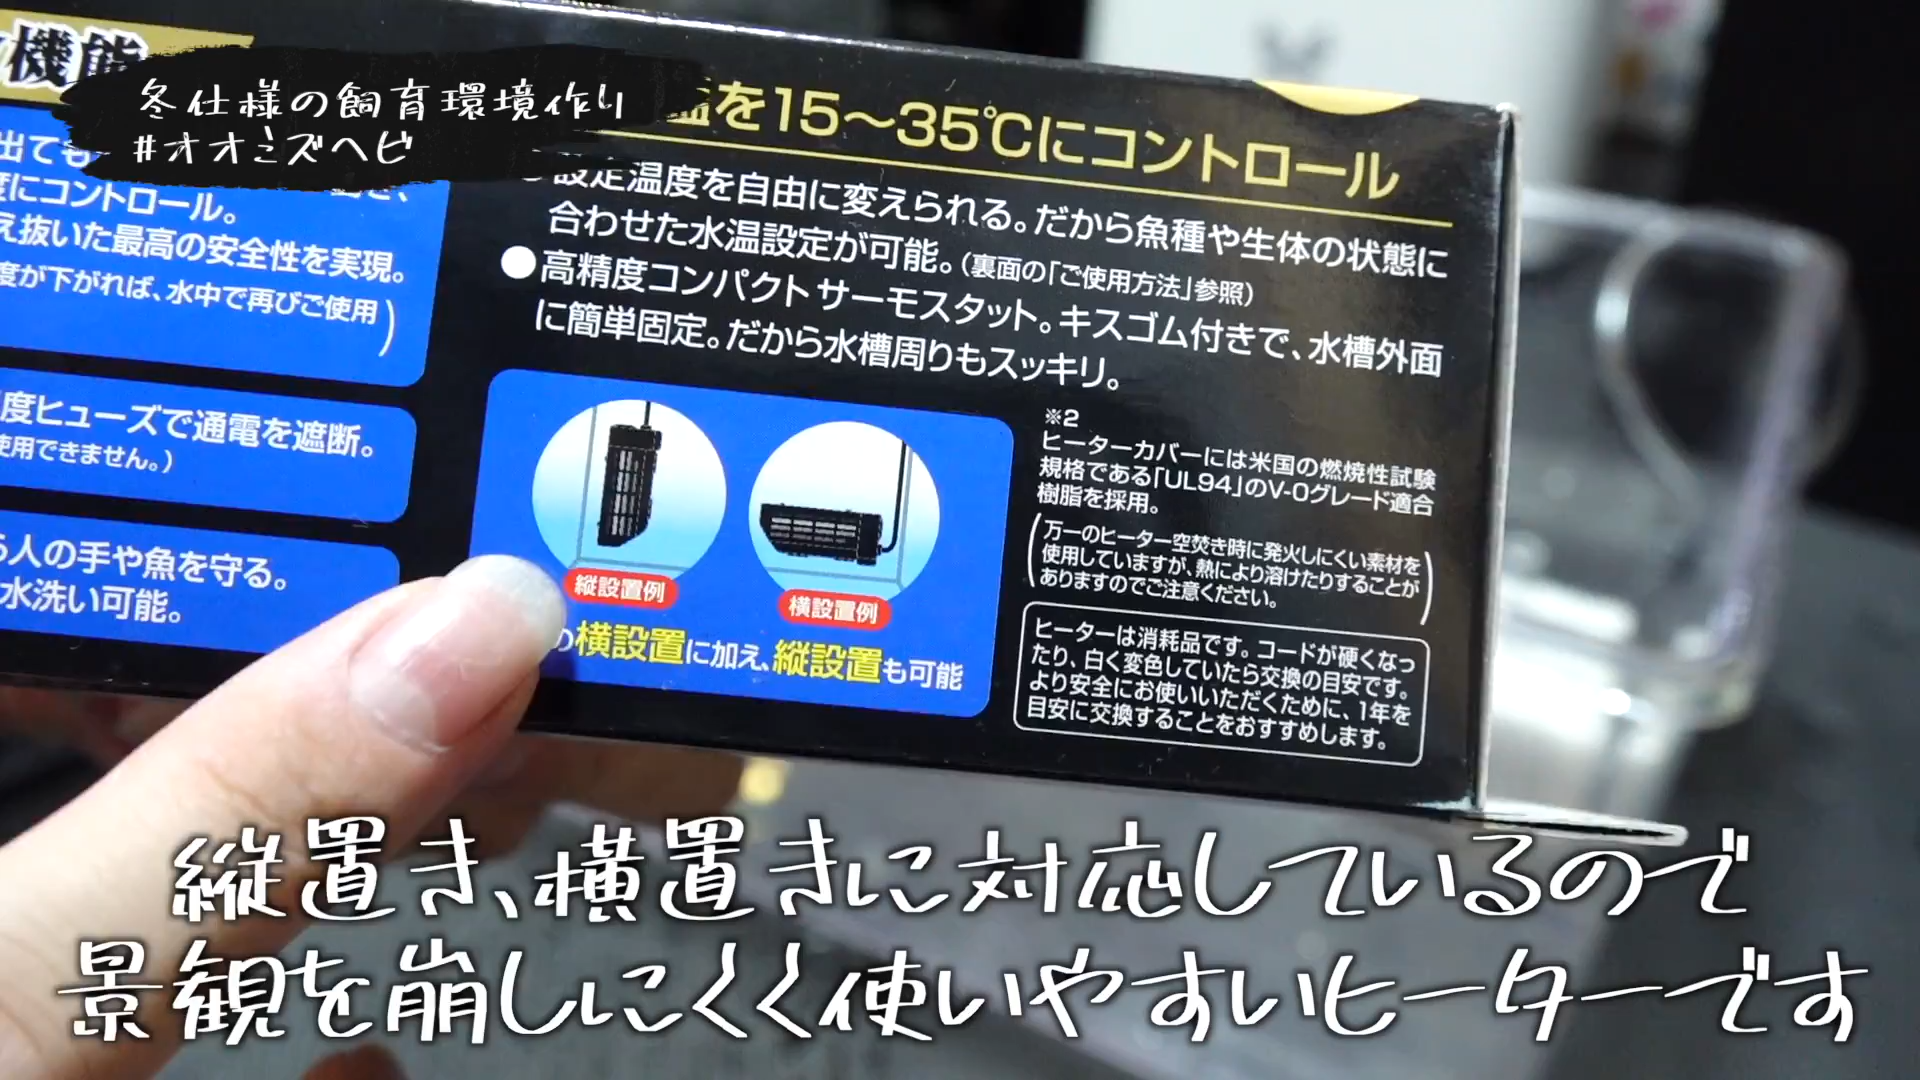 機能
冬仕様の飼育環境作り
#オオミズヘビ
温を15〜35℃にコントロール
設定温度を自由に変えられる。だから魚種や生体の状態に
合わせた水温設定が可能。(裏面の「ご使用方法」参照)
●高精度コンパクトサーモスタット。キスゴム付きで、水槽外面
に簡単固定。だから水槽周りもスッキリ。
出ても
度にコントロール。
え抜いた最高の安全性を実現。
度が下がれば、水中で再びご使用)
度ヒューズで通電を遮断。
使用できません。)
る人の手や魚を守る。
水洗い可能。
縦設置例
横設置例
の横設置に加え、縦設置も可能
※2
ヒーターカバーには米国の燃焼性試験
規格である「UL94」のV-0グレード適合
樹脂を採用。
(万一のヒーター空焚き時に発火しにくい素材を
使用していますが、熱により溶けたりすることが
ありますのでご注意ください。)
ヒーターは消耗品です。コードが硬くなっ
たり、白く変色していたら交換の目安です。
より安全にお使いいただくために、1年を
目安に交換することをおすすめします。
縦置き、横置きに対応しているので
景観を崩しにくく使いやすいヒーターです